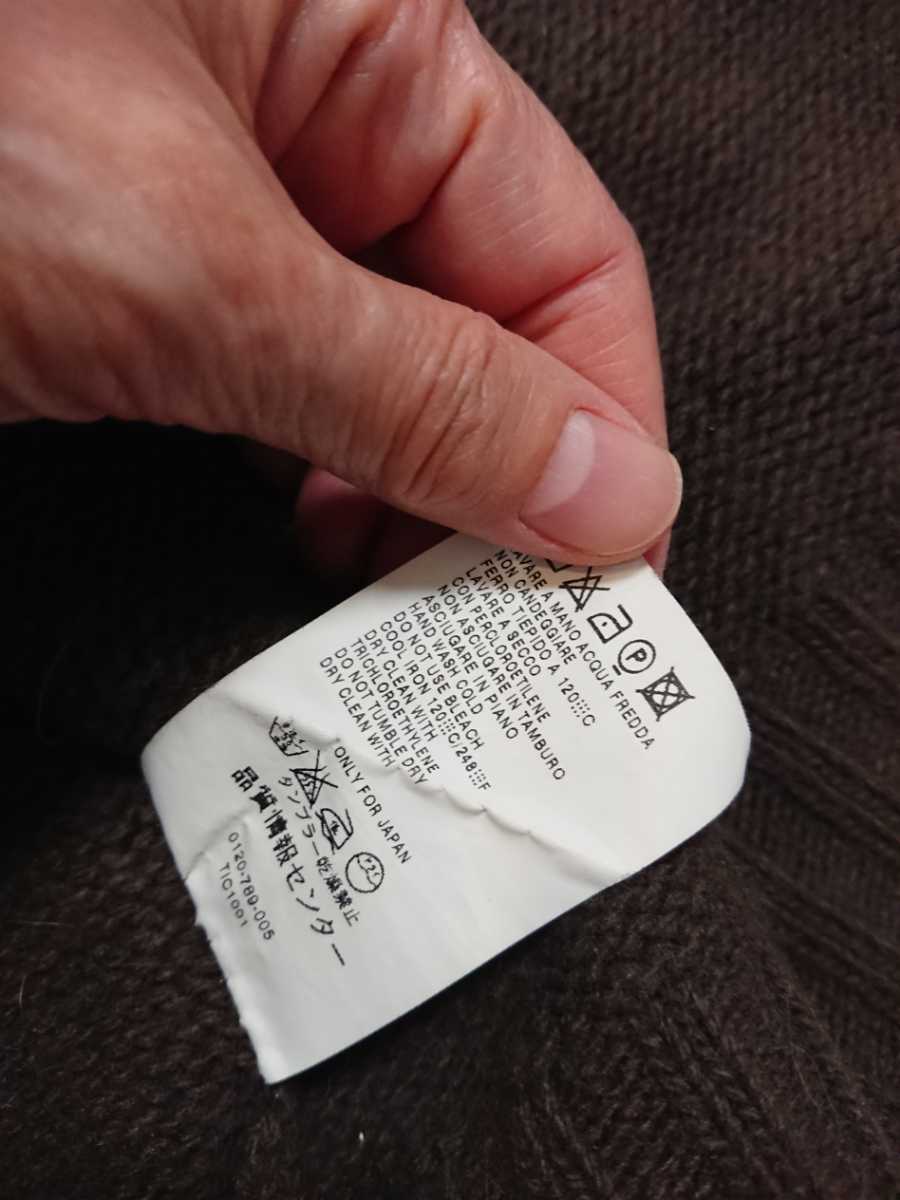 LAVARE A MANO ACQUA FREDDA
NON CANDEGGIARE
FERRO TIEPIDO A 120░C
LAVARE A SECCO
CON PERCLOROETILENE
NON ASCIUGARE IN TAMBURO
ASCIUGARE IN PIANO
HAND WASH COLD
DO NOT USE BLEACH
COOL IRON 120░C/248░F
DRY CLEAN WITH
TRICHLOROETHYLENE
DO NOT TUMBLE DRY
DRY CLEAN WITH
ONLY FOR JAPAN
タンブラー乾燥禁止
品質情報センター
0120-789-005
TIC1001